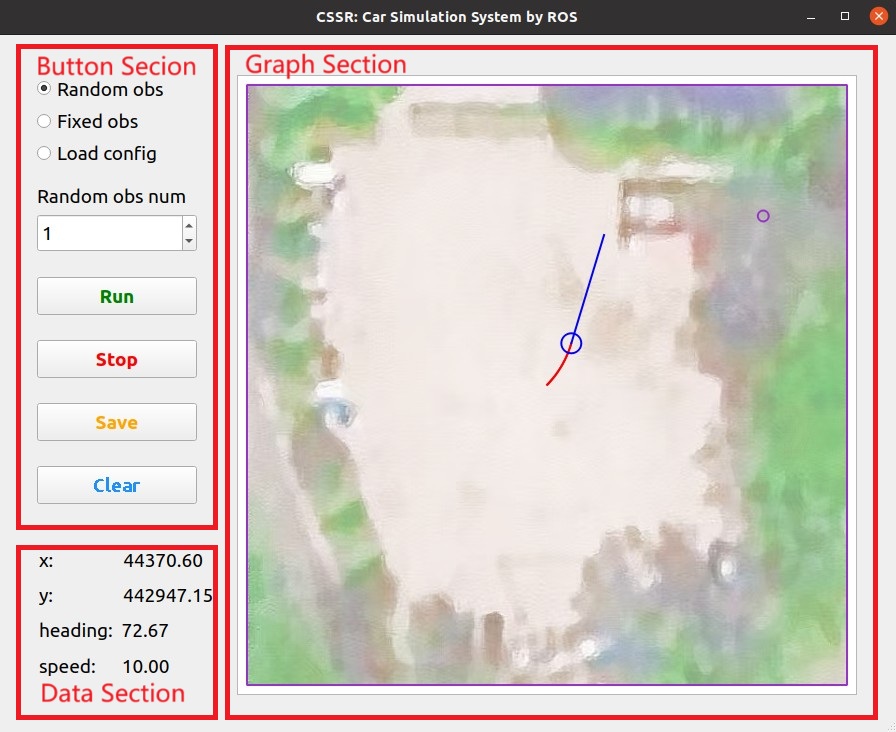 CSSR: Car Simulation System by ROS
Button Secion
Random obs
Fixed obs
Load config
Random obs num
1
Run
Stop
Save
Clear
x: 44370.60
y: 442947.15
heading: 72.67
speed: 10.00
Data Section
Graph Section